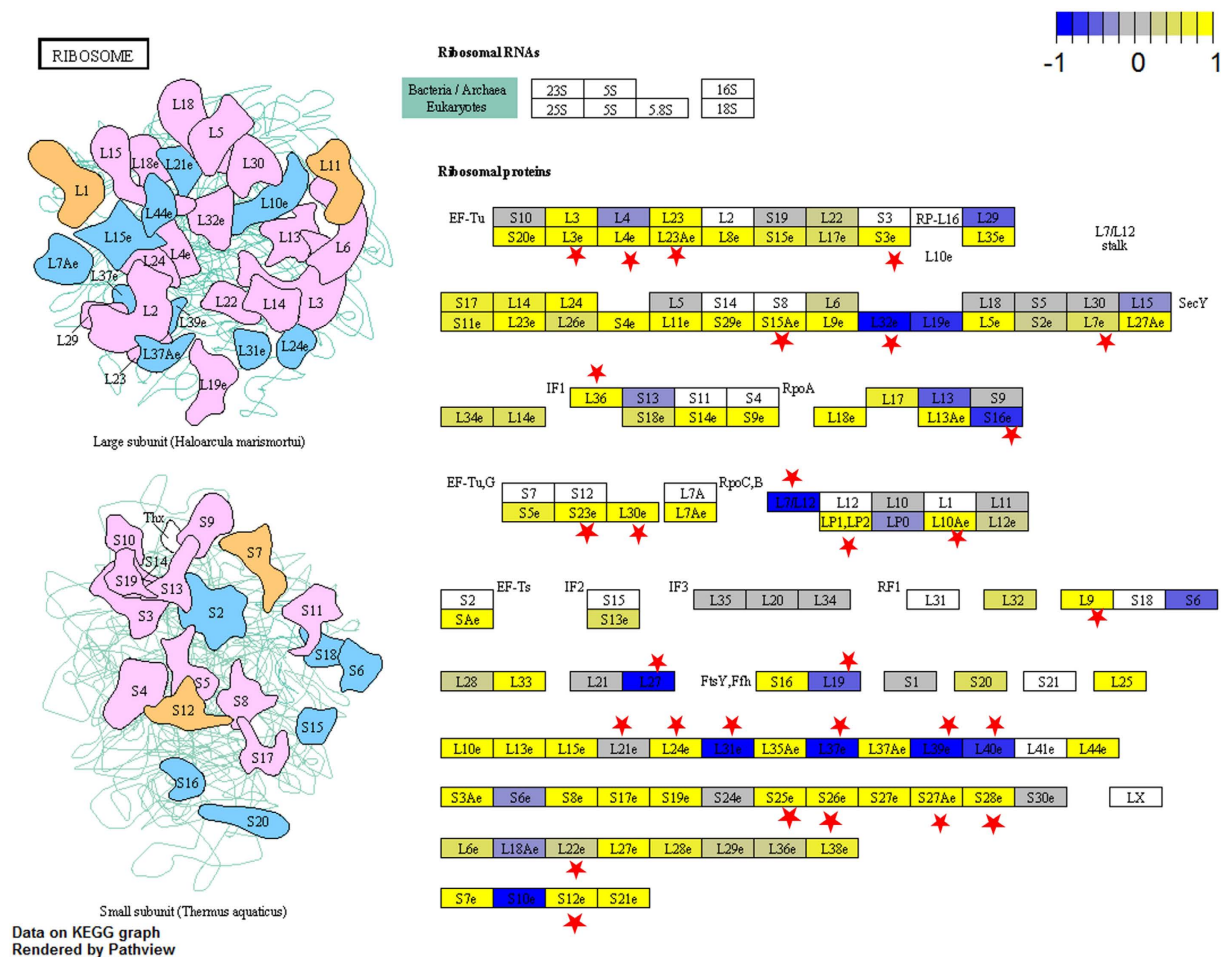 RIBOSOME
-1 0 1
Ribosomal RNAs
Bacteria / Archaea 23S 5S 16S
Eukaryotes 25S 5S 5.8S 18S
Ribosomal proteins
EF-Tu S10 L3 L4 L23 L2 S19 L22 S3 RP-L16 L29
S20e L3e L4e L23Ae L8e S15e L17e S3e L10e L35e
L7/L12
stalk
S17 L14 L24 L5 S14 S8 L6 L18 S5 L30 L15 SecY
S11e L23e L26e S4e L11e S29e S15Ae L9e L32e L19e L5e S2e L7e L27Ae
IF1 L36 S13 S11 S4 RpoA L17 L13 S9
L34e L14e S18e S14e S9e L18e L13Ae S16e
EF-Tu,G S7 S12 L7A RpoC,B L7/L12 L12 L10 L1 L11
S5e S23e L30e L7Ae LP1,LP2 LP0 L10Ae L12e
S2 EF-Ts IF2 S15 IF3 L35 L20 L34 RF1 L31 L32 L9 S18 S6
SAe S13e
L28 L33 L21 L27 FtsY,Ffh S16 L19 S1 S20 S21 L25
L10e L13e L15e L21e L24e L31e L35Ae L37e L37Ae L39e L40e L41e L44e
S3Ae S6e S8e S17e S19e S24e S25e S26e S27e S27Ae S28e S30e LX
L6e L18Ae L22e L27e L28e L29e L36e L38e
S7e S10e S12e S21e
L18
L5
L15
L18e
L21e
L30
L11
L1
L44e
L32e
L10e
L15e
L13
L6
L7Ae
L24
L4e
L37e
L2
L22
L14
L3
L39e
L29
L37Ae
L31e
L24e
L23
L19e
Large subunit (Haloarcula marismortui)
Thx
S9
S10
S14
S7
S19
S13
S3
S2
S11
S18
S6
S4
S5
S8
S12
S15
S17
S16
S20
Small subunit (Thermus aquaticus)
Data on KEGG graph
Rendered by Pathview